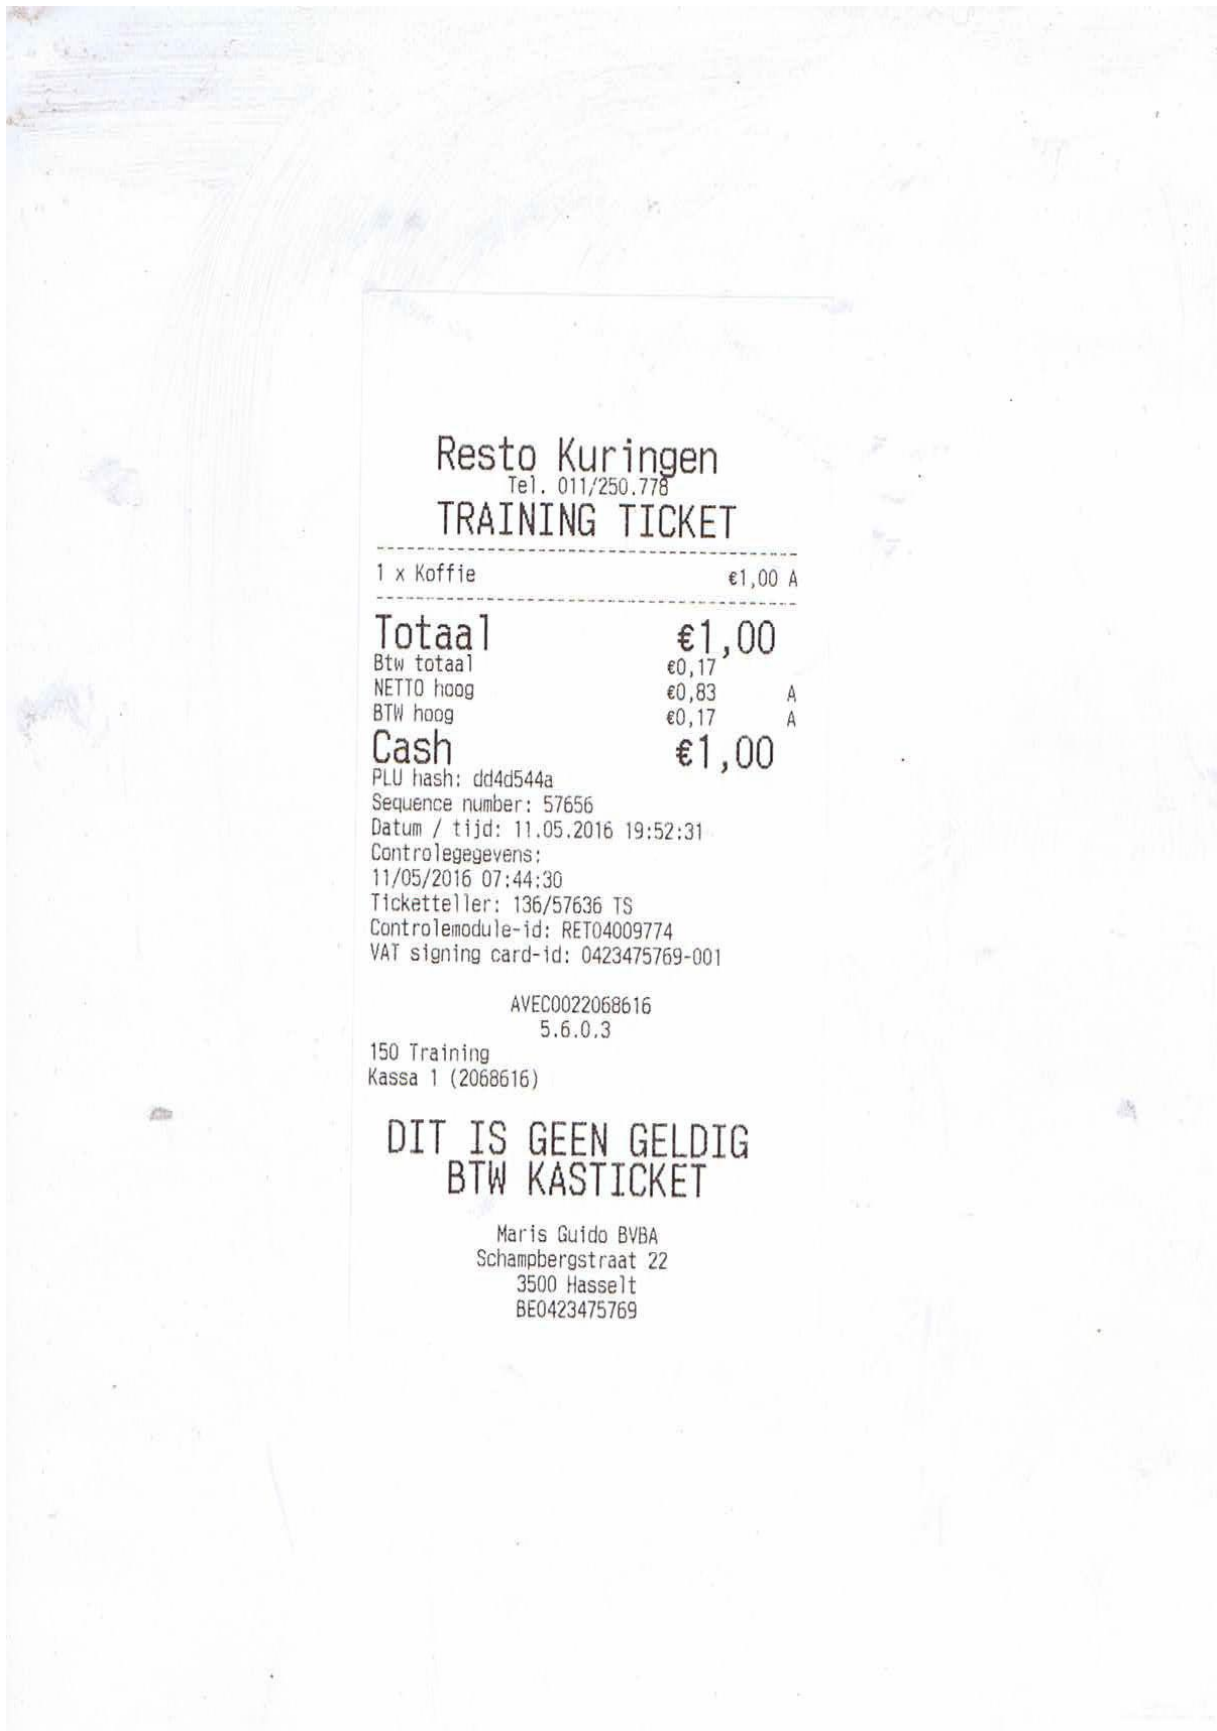 Resto Kuringen
Tel. 011/250.778
TRAINING TICKET
1 x Koffie €1,00 A
Totaal €1,00
Btw totaal €0,17
NETTO hoog €0,83 A
BTW hoog €0,17 A
Cash €1,00
PLU hash: dd4d544a
Sequence number: 57656
Datum / tijd: 11.05.2016 19:52:31
Controlegegevens:
11/05/2016 07:44:30
Ticketteller: 136/57636 TS
Controlemodule-id: RET04009774
VAT signing card-id: 0423475769-001
AVEC0022068616
5.6.0.3
150 Training
Kassa 1 (2068616)
DIT IS GEEN GELDIG
BTW KASTICKET
Maris Guido BVBA
Schampbergstraat 22
3500 Hasselt
BE0423475769